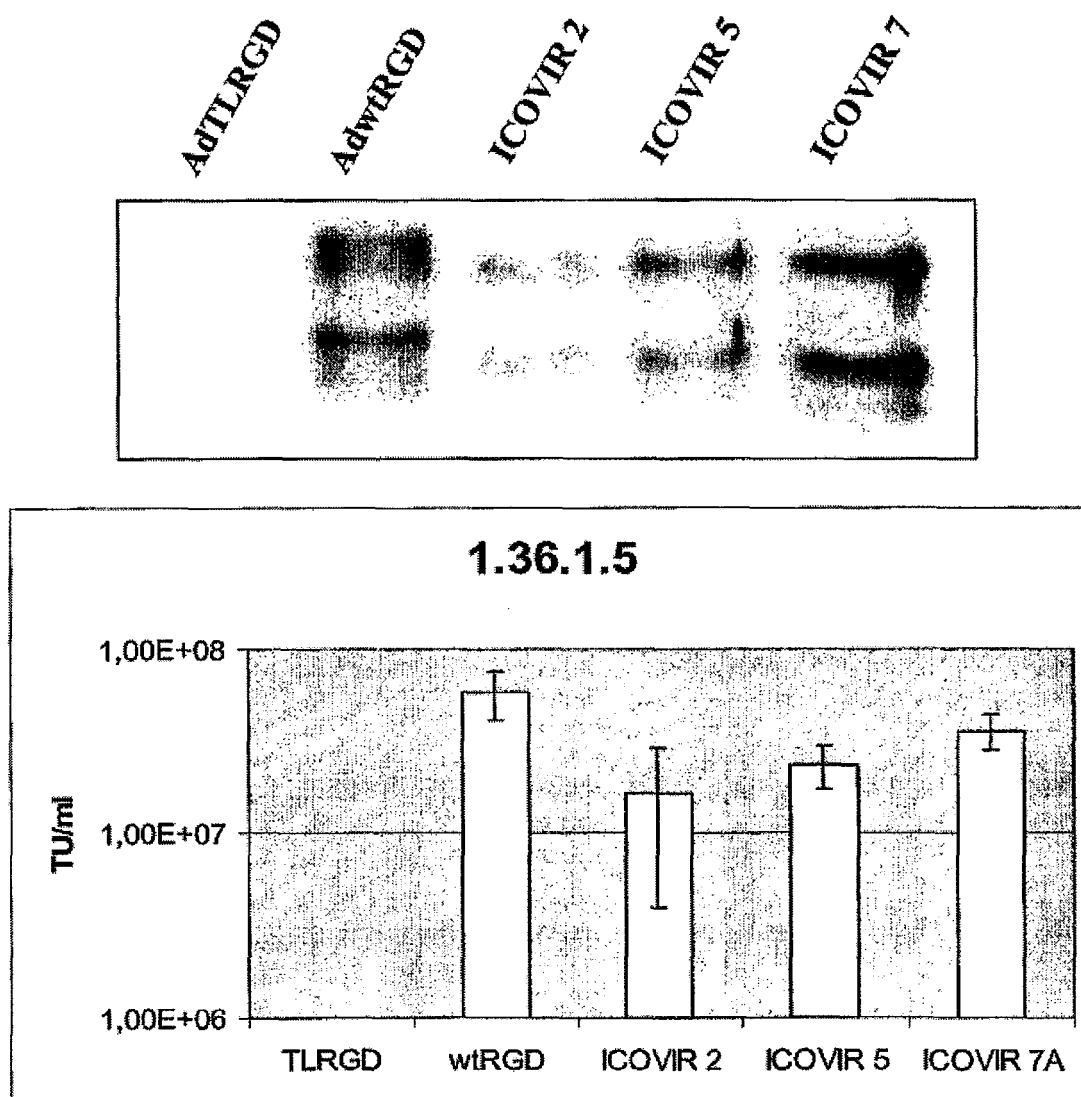 AdTLRGD AdwtRGD ICOVIR 2 ICOVIR 5 ICOVIR 7
1.36.1.5
1,00E+08
TU/ml
1,00E+07
1,00E+06
TLRGD wtRGD ICOVIR 2 ICOVIR 5 ICOVIR 7A